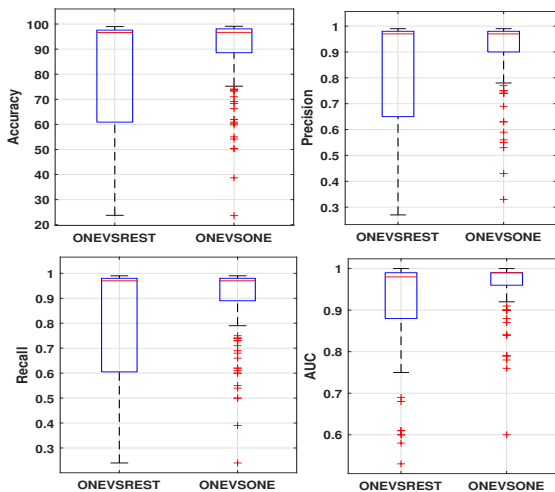 100
90
80
70
60
50
40
30
20
Accuracy
ONEVSREST
ONEVSONE
1
0.9
0.8
0.7
0.6
0.5
0.4
0.3
Precision
ONEVSREST
ONEVSONE
1
0.9
0.8
0.7
0.6
0.5
0.4
0.3
Recall
ONEVSREST
ONEVSONE
1
0.9
0.8
0.7
0.6
AUC
ONEVSREST
ONEVSONE